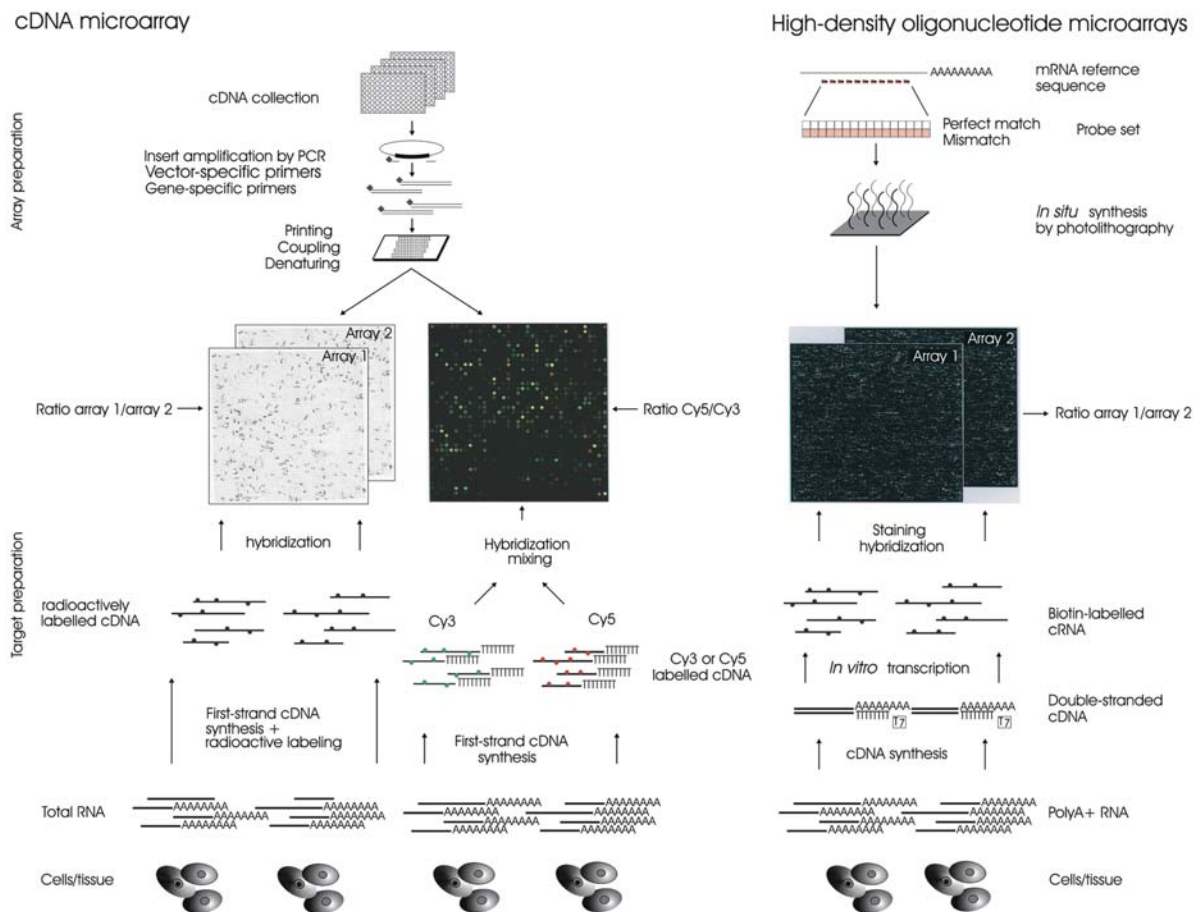 cDNA microarray
High-density oligonucleotide microarrays
Array preparation
cDNA collection
Insert amplification by PCR
Vector-specific primers
Gene-specific primers
Printing
Coupling
Denaturing
AAAAAAAAA
mRNA refernce
sequence
Perfect match
Mismatch
Probe set
In situ synthesis
by photolithography
Array 2
Array 1
Ratio array 1/array 2
Ratio Cy5/Cy3
Array 2
Array 1
Ratio array 1/array 2
Target preparation
hybridization
Hybridization
mixing
Staining
hybridization
radioactively
labelled cDNA
Cy3
Cy5
Cy3 or Cy5
labelled cDNA
Biotin-labelled
cRNA
In vitro transcription
Double-stranded
cDNA
T7
T7
First-strand cDNA
synthesis +
radioactive labeling
First-strand cDNA
synthesis
cDNA synthesis
Total RNA
PolyA+ RNA
Cells/tissue
Cells/tissue